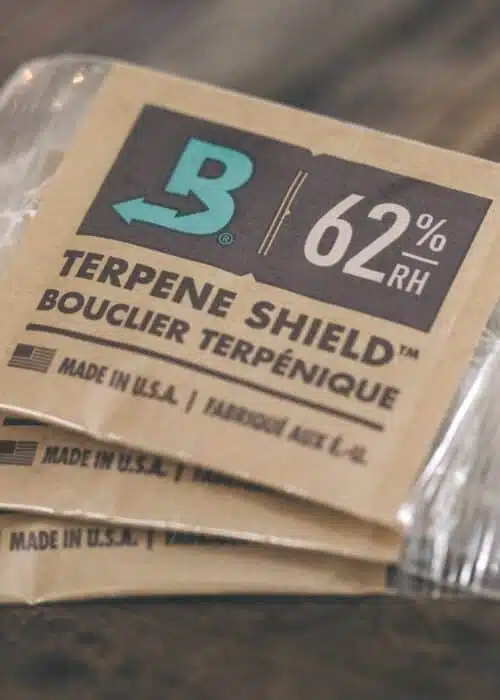 B® 62% RH
TERPENE SHIELD™
BOUCLIER TERPÉNIQUE
MADE IN U.S.A. | FABRIQUÉ AUX É.-U.
MADE IN U.S.A. |
MADE IN U.S.A. |